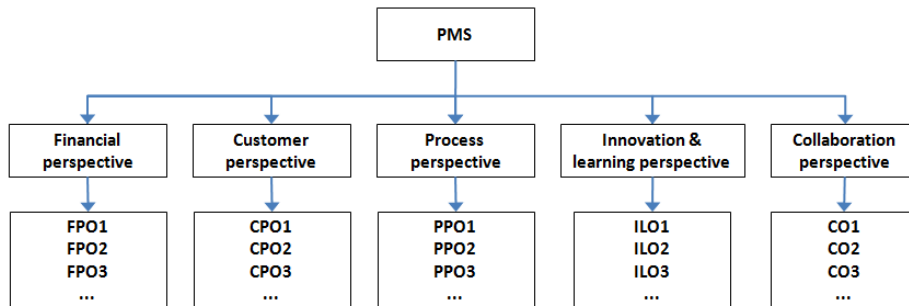 PMS
Financial
perspective
Customer
perspective
Process
perspective
Innovation &
learning perspective
Collaboration
perspective
FPO1
FPO2
FPO3
...
CPO1
CPO2
CPO3
...
PPO1
PPO2
PPO3
...
ILO1
ILO2
ILO3
...
CO1
CO2
CO3
...